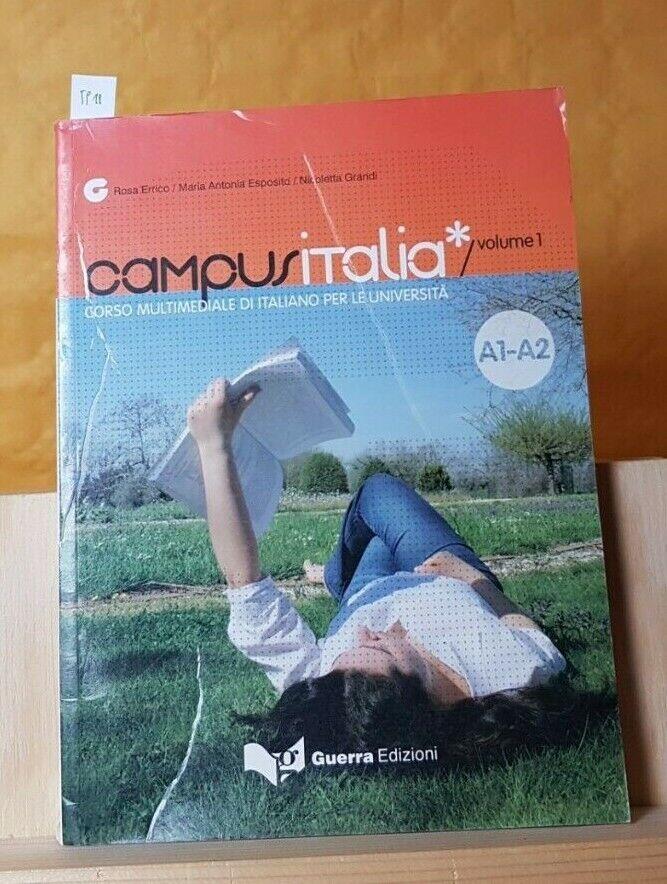 Rosa Errico / Maria Antonia Esposito / Nicoletta Grandi
campusitalia*/volume 1
CORSO MULTIMEDIALE DI ITALIANO PER LE UNIVERSITÀ
A1-A2
g Guerra Edizioni